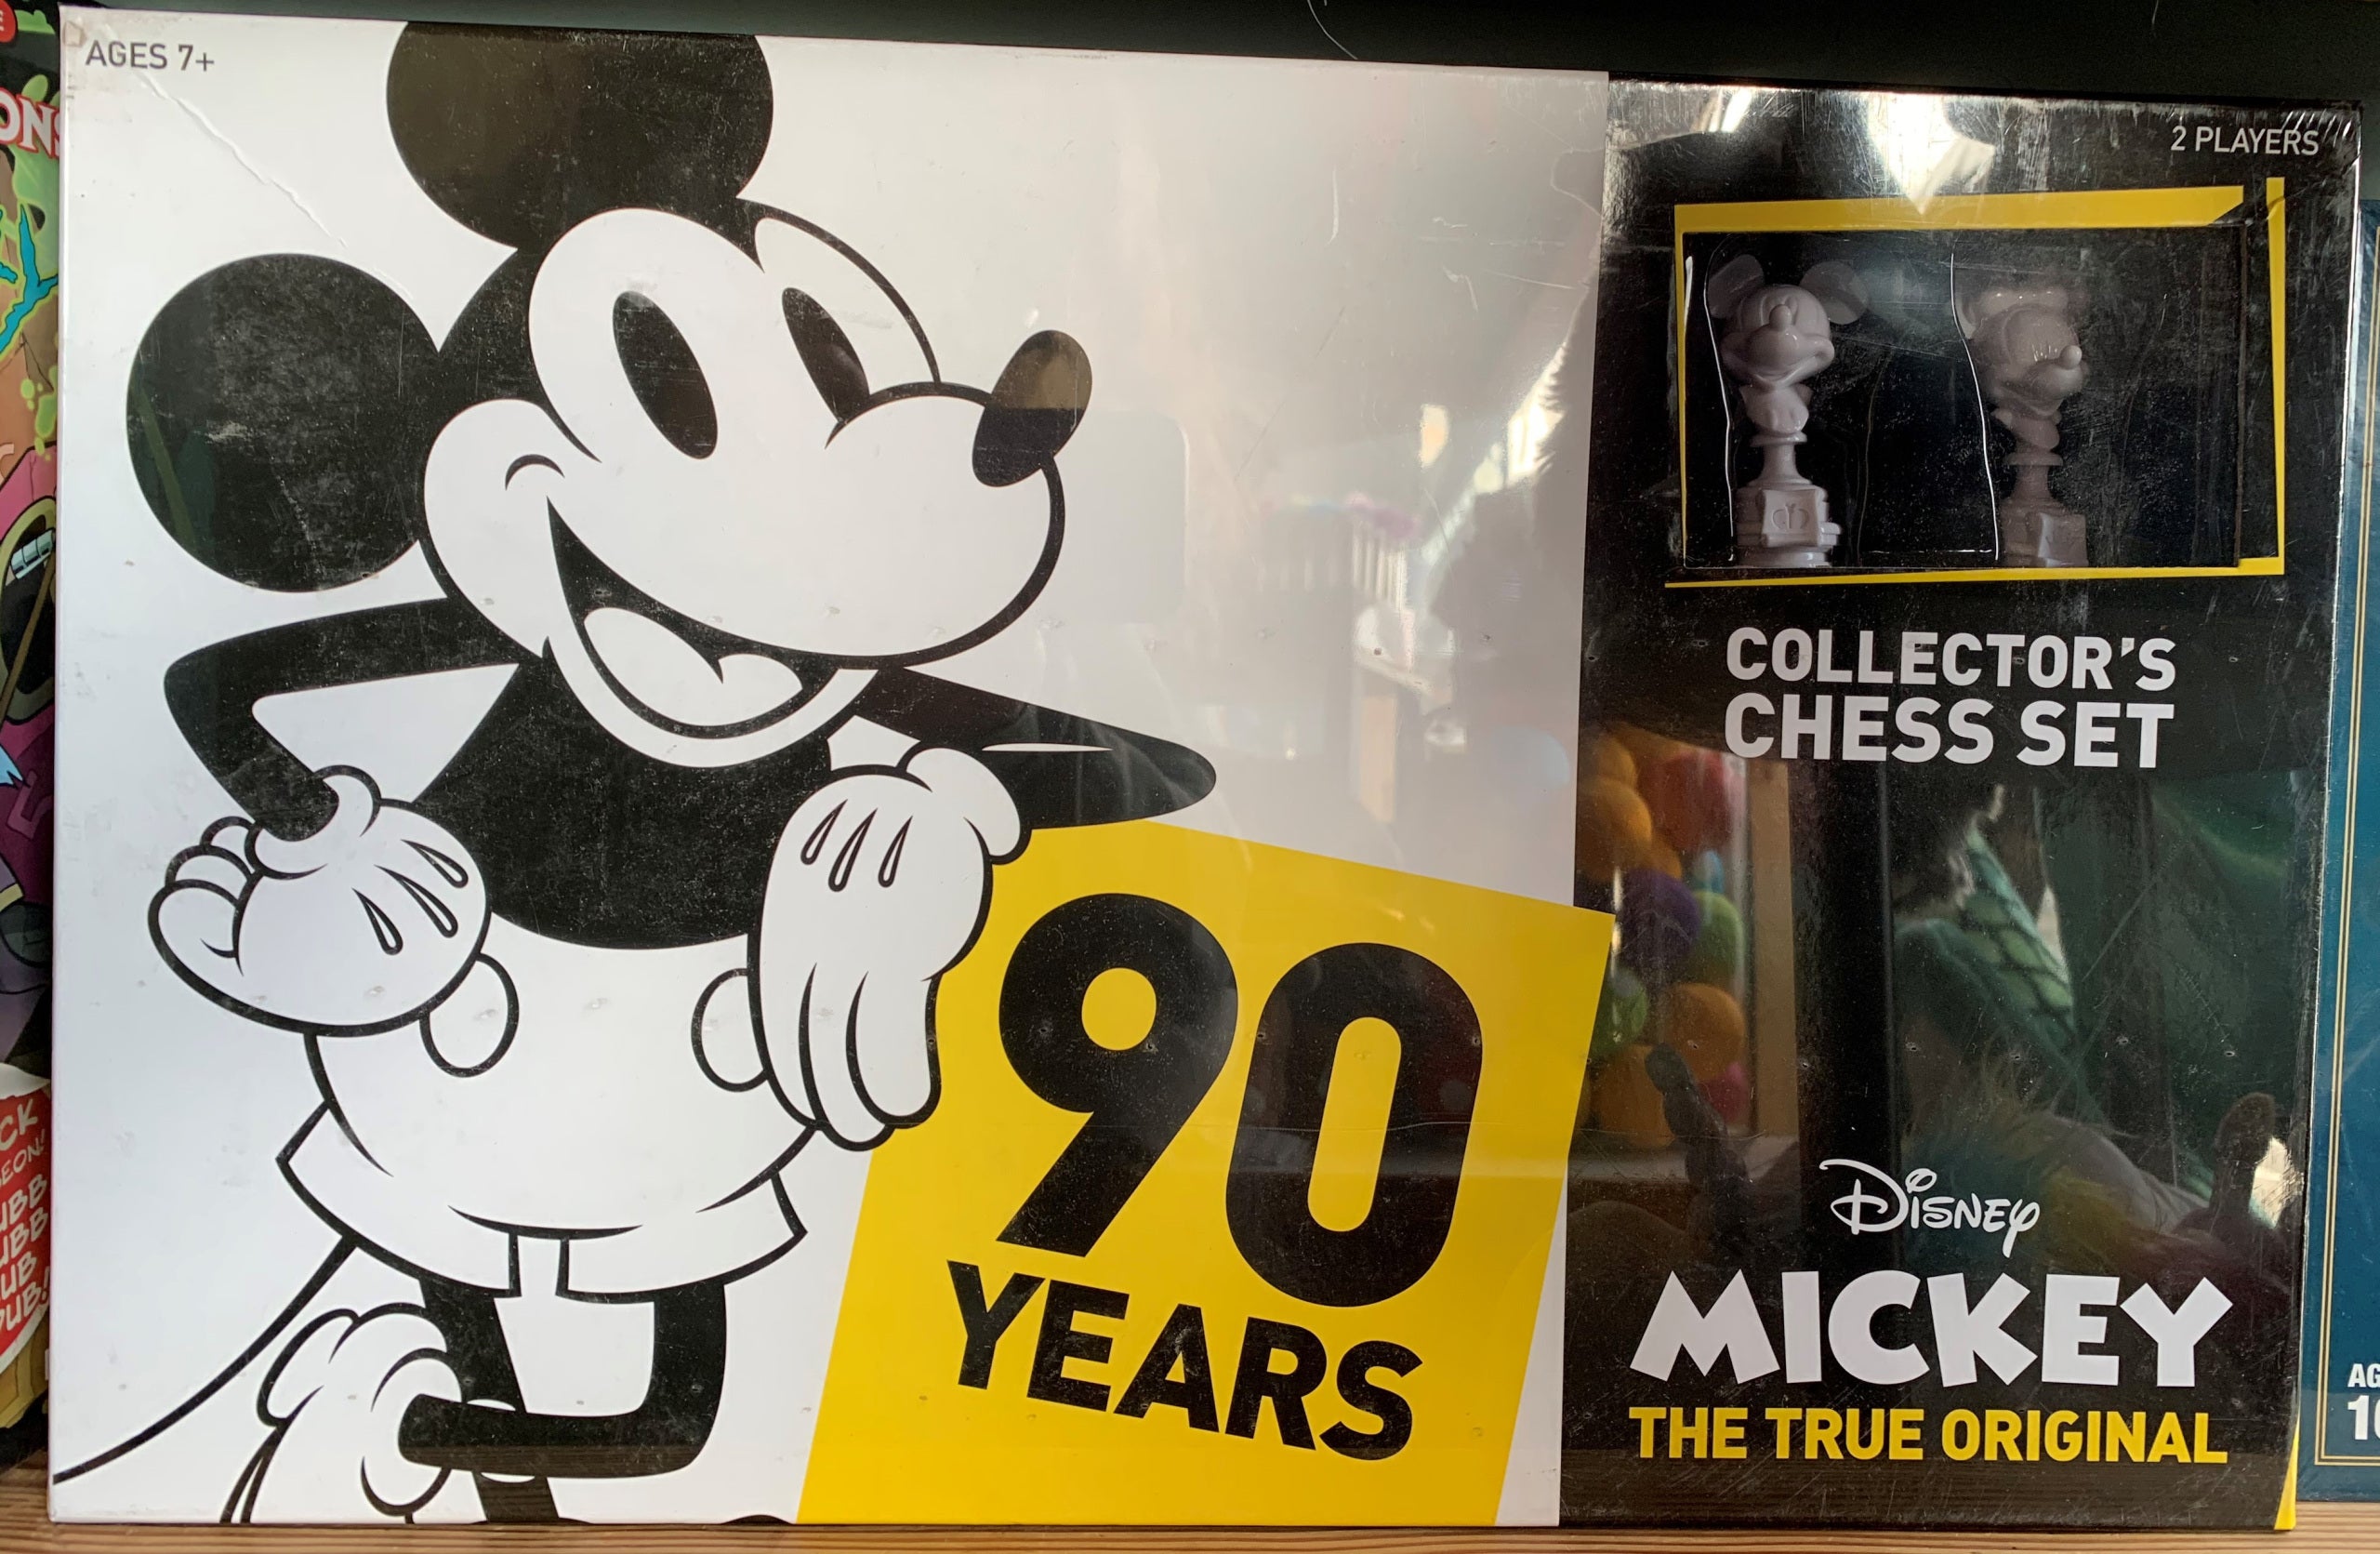 AGES 7+
2 PLAYERS
COLLECTOR'S
CHESS SET
90
YEARS
DISNEY
MICKEY
THE TRUE ORIGINAL